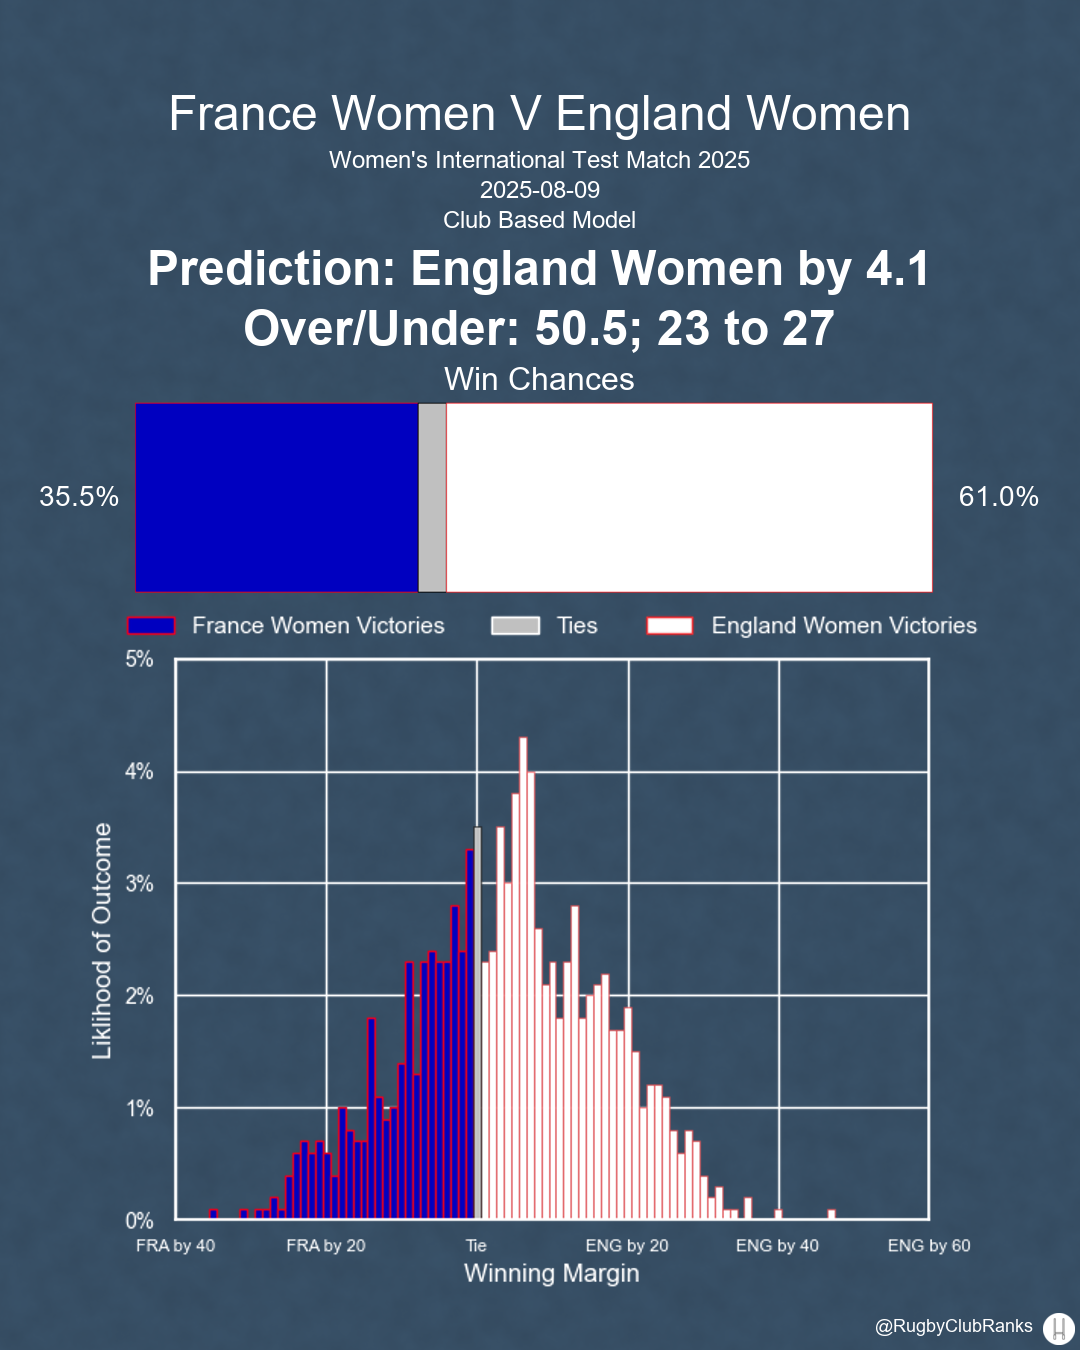 France Women V England Women
Women's International Test Match 2025
2025-08-09
Club Based Model
Prediction: England Women by 4.1
Over/Under: 50.5; 23 to 27
Win Chances
35.5%
61.0%
France Women Victories
Ties
England Women Victories
5%
4%
3%
2%
1%
0%
Liklihood of Outcome
FRA by 40
FRA by 20
Tie
ENG by 20
ENG by 40
ENG by 60
Winning Margin
@RugbyClubRanks